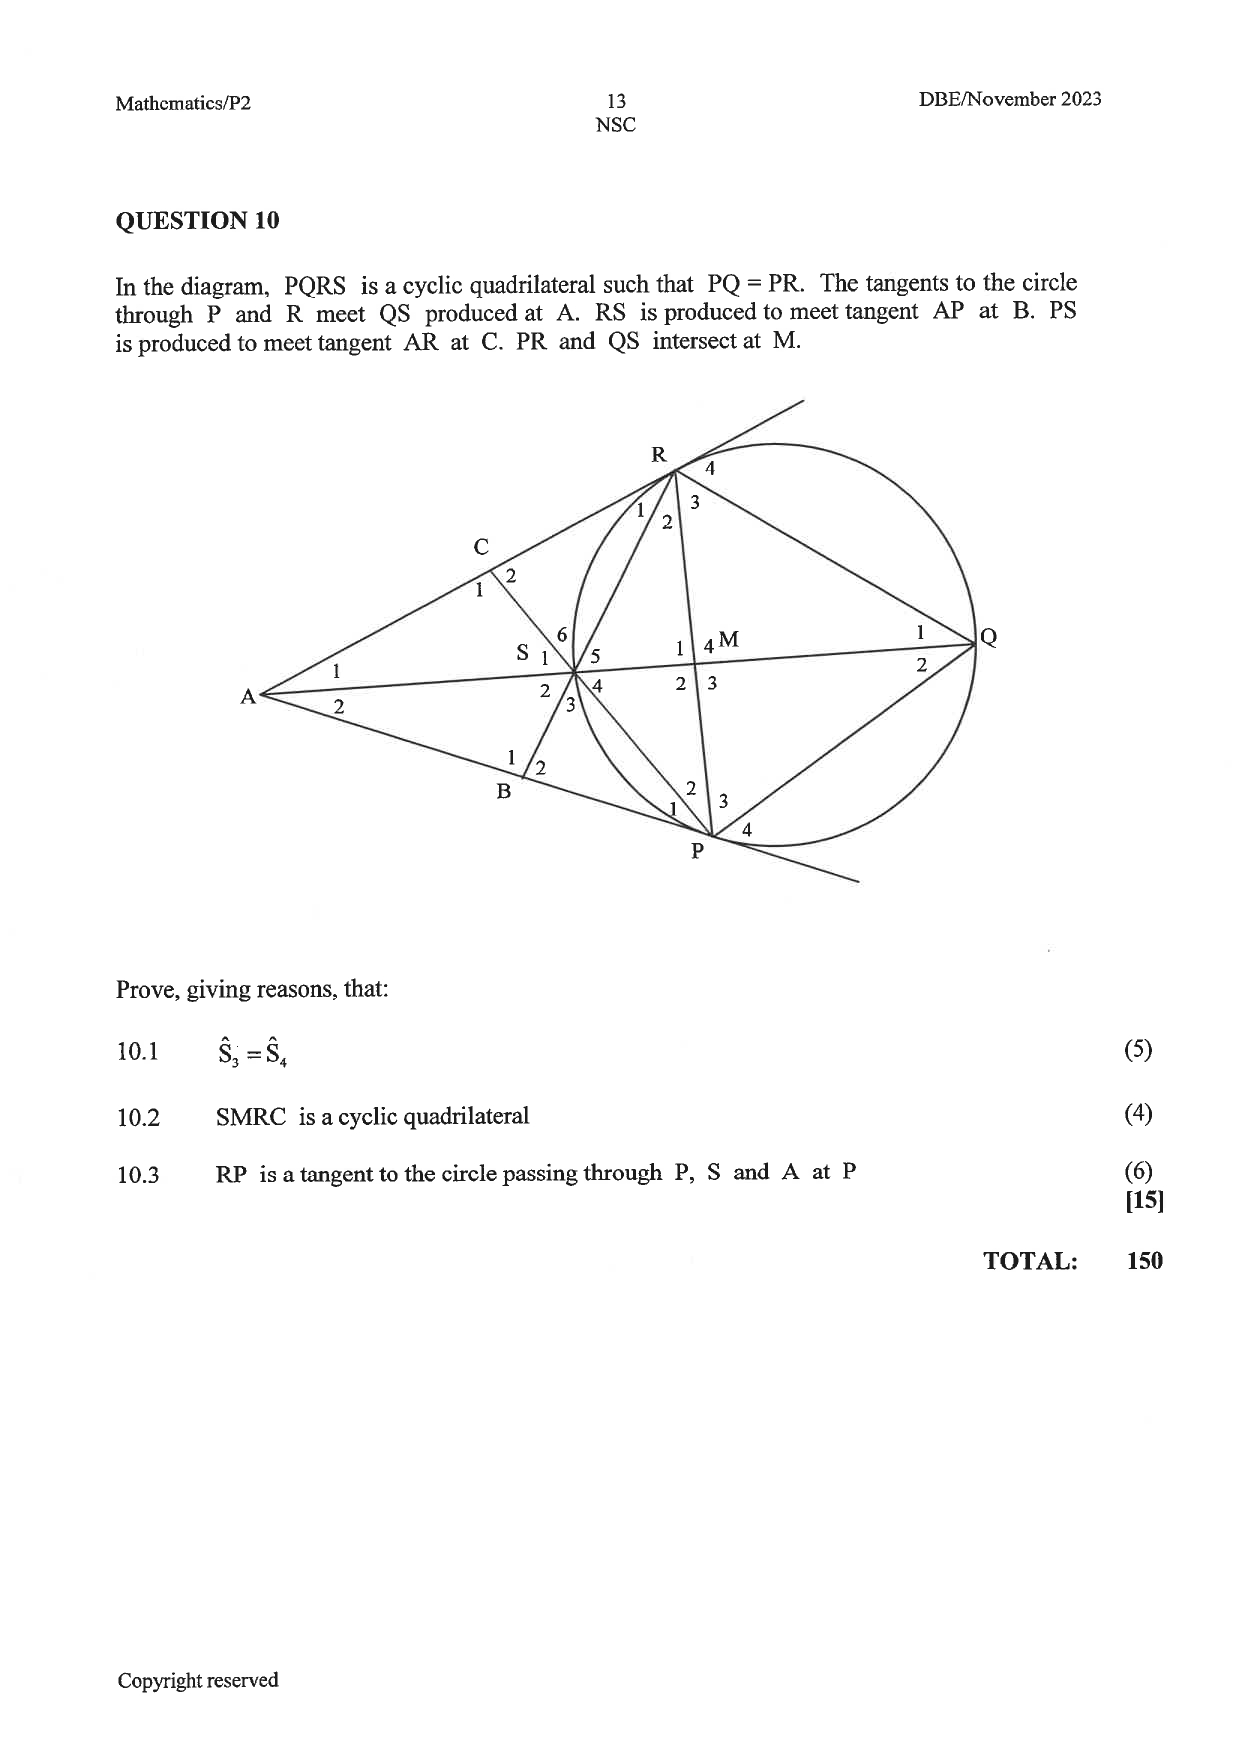 Mathematics/P2 13 DBE/November 2023
NSC
QUESTION 10
In the diagram, PQRS is a cyclic quadrilateral such that PQ = PR. The tangents to the circle
through P and R meet QS produced at A. RS is produced to meet tangent AP at B. PS
is produced to meet tangent AR at C. PR and QS intersect at M.
R
4
1
3
2
C
2
1
6
S 1 5 1 4 M 1 Q
1
A 2 4 2 3 2
2 3
1 2
B
2 3
1
4
P
Prove, giving reasons, that:
10.1 Ŝ₃ = Ŝ₄ (5)
10.2 SMRC is a cyclic quadrilateral (4)
10.3 RP is a tangent to the circle passing through P, S and A at P (6)
[15]
TOTAL: 150
Copyright reserved